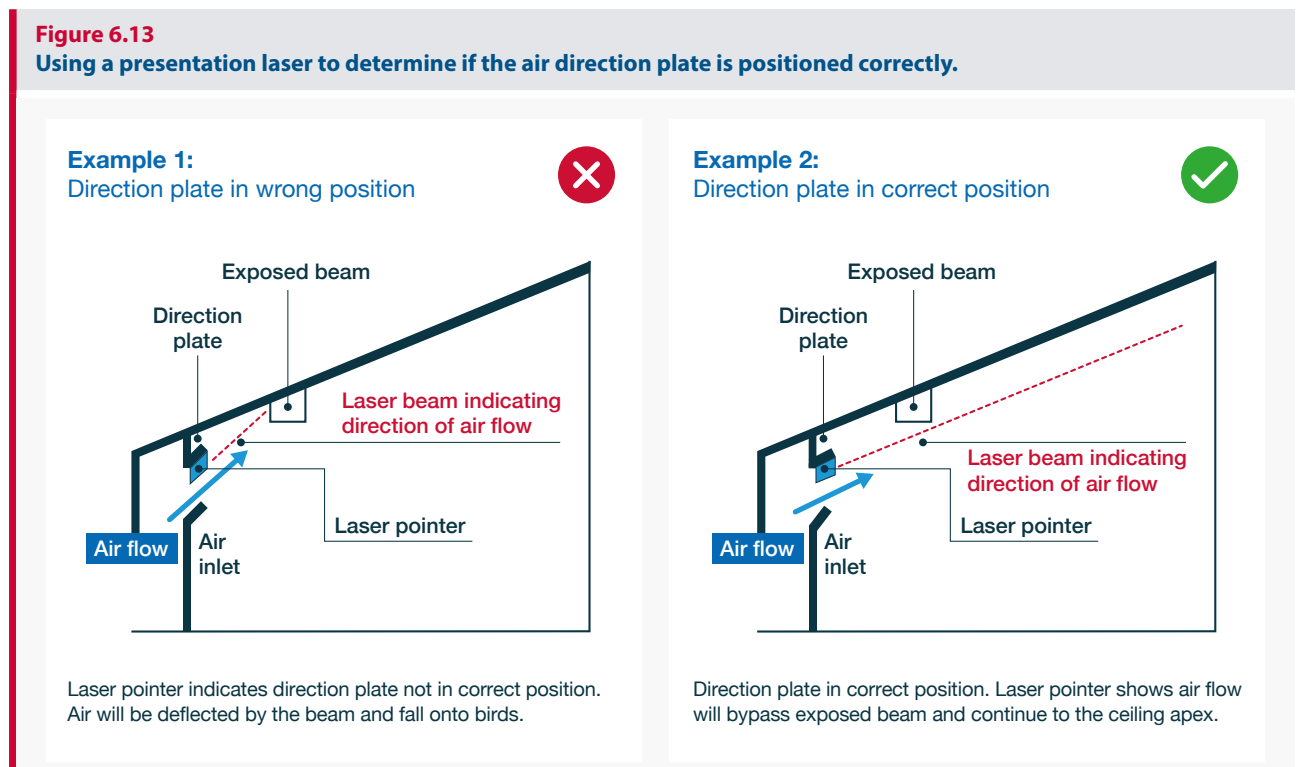 Figure 6.13
Using a presentation laser to determine if the air direction plate is positioned correctly.
Example 1:
Direction plate in wrong position
Exposed beam
Direction
plate
Laser beam indicating
direction of air flow
Laser pointer
Air flow
Air
inlet
Laser pointer indicates direction plate not in correct position.
Air will be deflected by the beam and fall onto birds.
Example 2:
Direction plate in correct position
Exposed beam
Direction
plate
Laser beam indicating
direction of air flow
Laser pointer
Air flow
Air
inlet
Direction plate in correct position. Laser pointer shows air flow
will bypass exposed beam and continue to the ceiling apex.